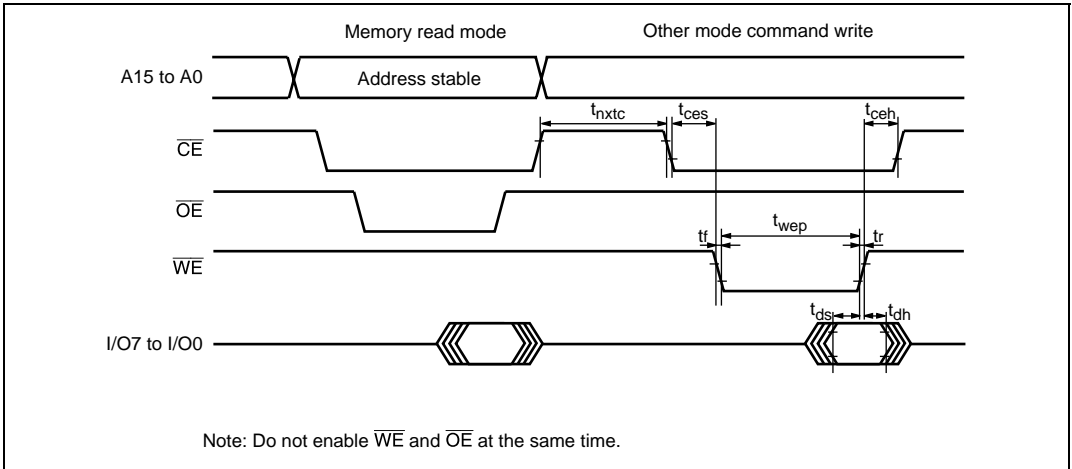 Memory read mode Other mode command write
A15 to A0 Address stable
tnxtc tces tceh
CE
OE
twep
tf tr
WE
tds tdh
I/O7 to I/O0
Note: Do not enable WE and OE at the same time.